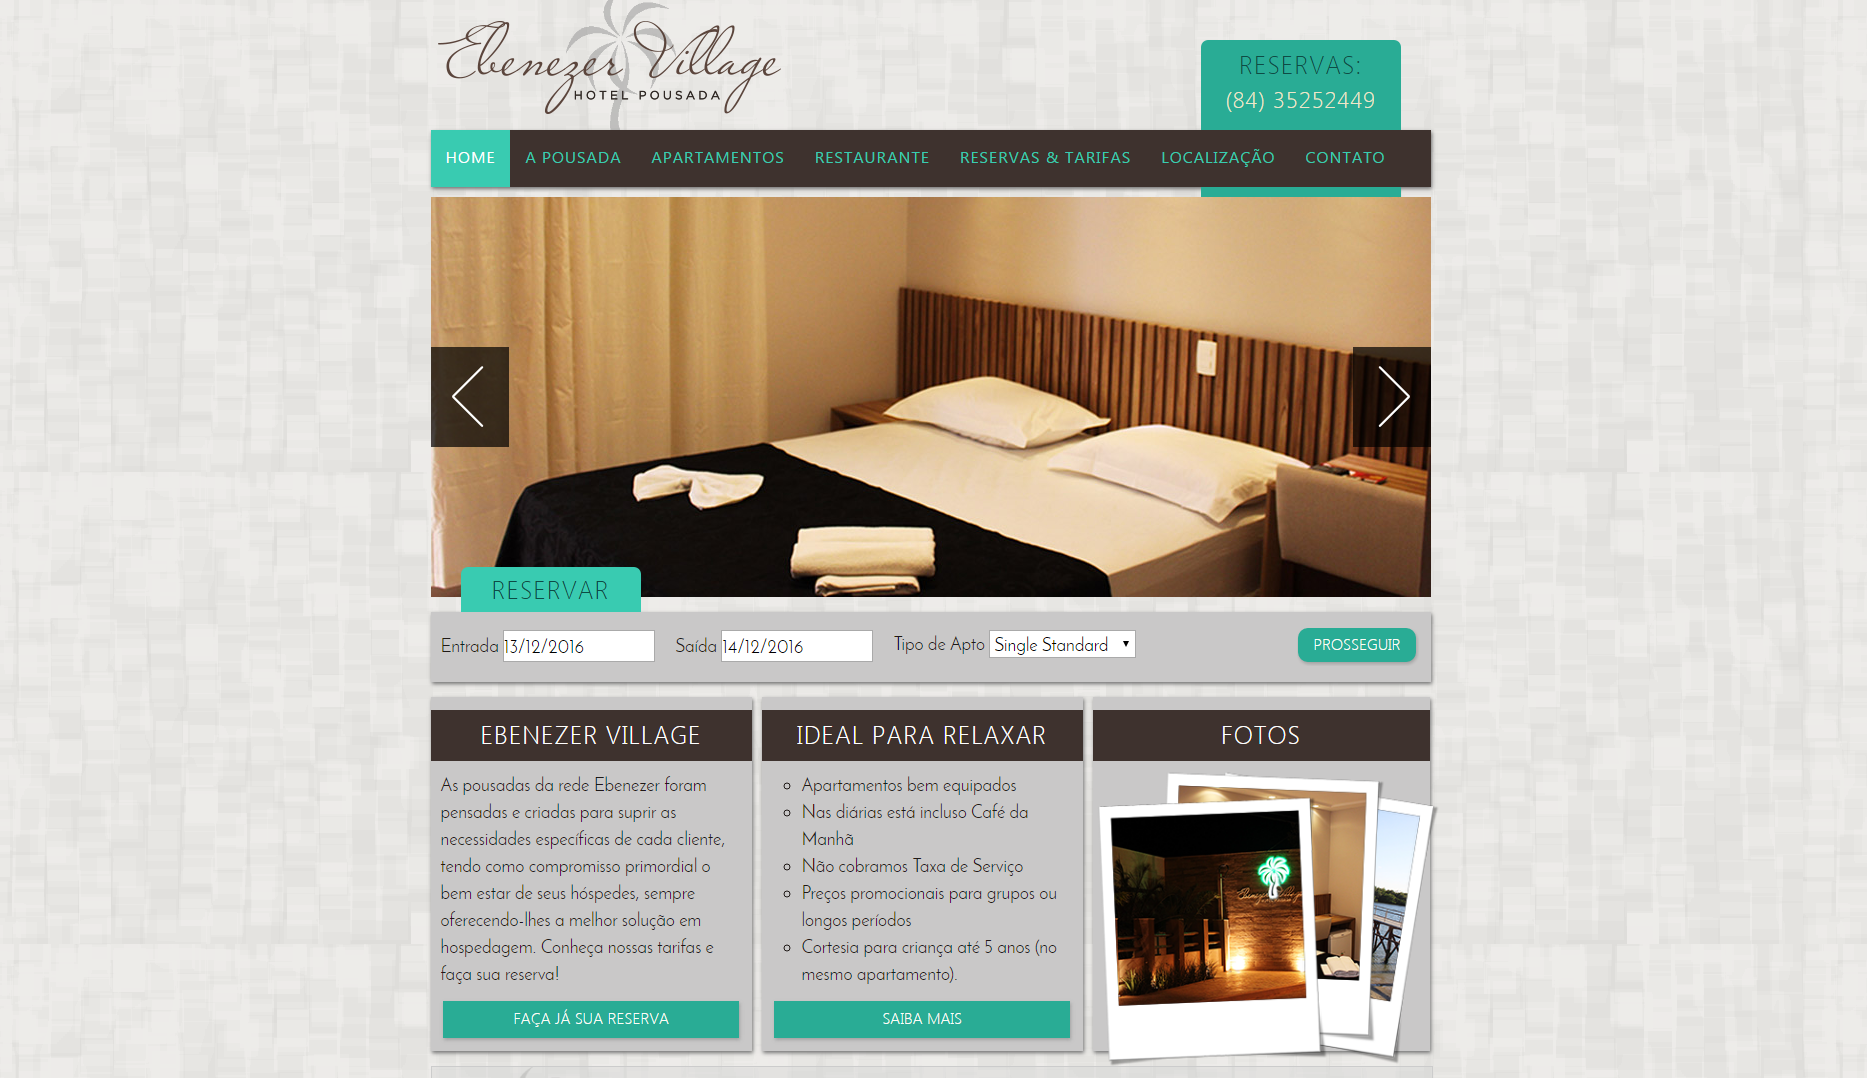 Ebenezer Village
HOTEL POUSADA
RESERVAS:
(84) 35252449
HOME A POUSADA APARTAMENTOS RESTAURANTE RESERVAS & TARIFAS LOCALIZAÇÃO CONTATO
RESERVAR
Entrada 13/12/2016 Saída 14/12/2016 Tipo de Apto Single Standard PROSSEGUIR
EBENEZER VILLAGE
As pousadas da rede Ebenezer foram
pensadas e criadas para suprir as
necessidades específicas de cada cliente,
tendo como compromisso primordial o
bem estar de seus hóspedes, sempre
oferecendo-lhes a melhor solução em
hospedagem. Conheça nossas tarifas e
faça sua reserva!
FAÇA JÁ SUA RESERVA
IDEAL PARA RELAXAR
Apartamentos bem equipados
Nas diárias está incluso Café da
Manhã
Não cobramos Taxa de Serviço
Preços promocionais para grupos ou
longos períodos
Cortesia para criança até 5 anos (no
mesmo apartamento).
SAIBA MAIS
FOTOS
Ebenezer Village